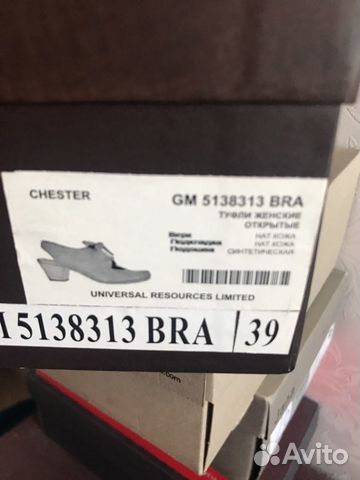 CHESTER
GM 5138313 BRA
ТУФЛИ ЖЕНСКИЕ
ОТКРЫТЫЕ
Верх НАТ КОЖА
Подкладка НАТ КОЖА
Подошва СИНТЕТИЧЕСКАЯ
UNIVERSAL RESOURCES LIMITED
M 5138313 BRA 39
.com
Avito